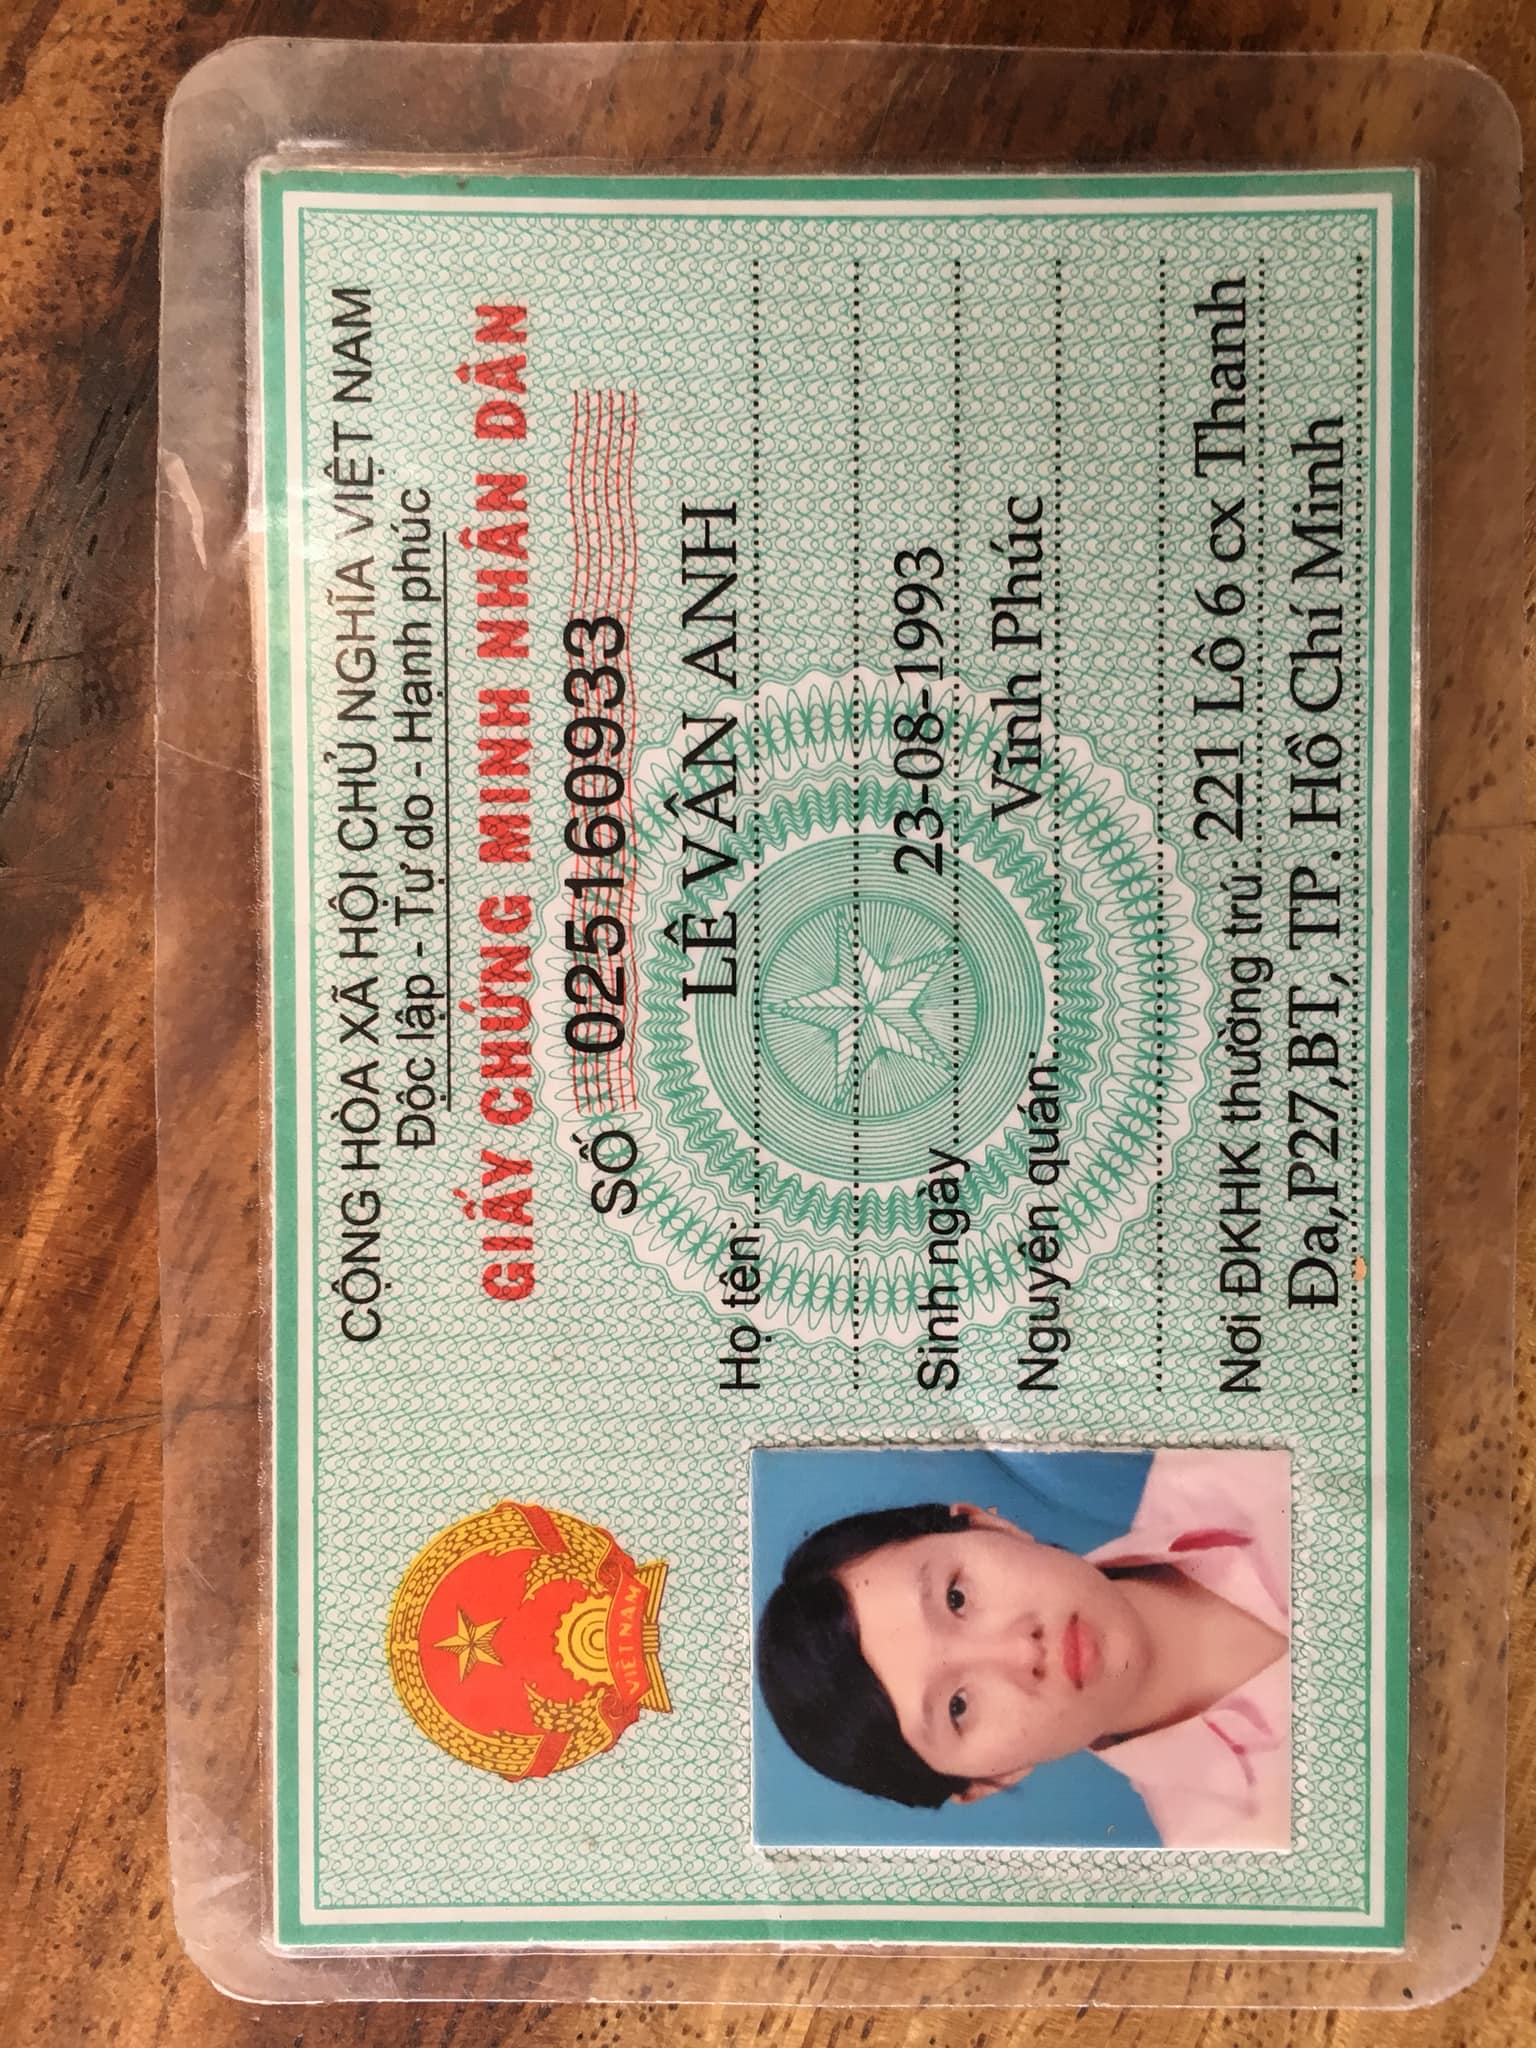 CỘNG HÒA XÃ HỘI CHỦ NGHĨA VIỆT NAM
Độc lập - Tự do - Hạnh phúc
GIẤY CHỨNG MINH NHÂN DÂN
SỐ 025160933
Họ tên: LÊ VÂN ANH
Sinh ngày 23-08-1993
Nguyên quán: Vĩnh Phúc
Nơi ĐKHK thường trú: 221 Lô 6 cx Thanh
Đa,P27,BT, TP. Hồ Chí Minh
VIỆT NAM